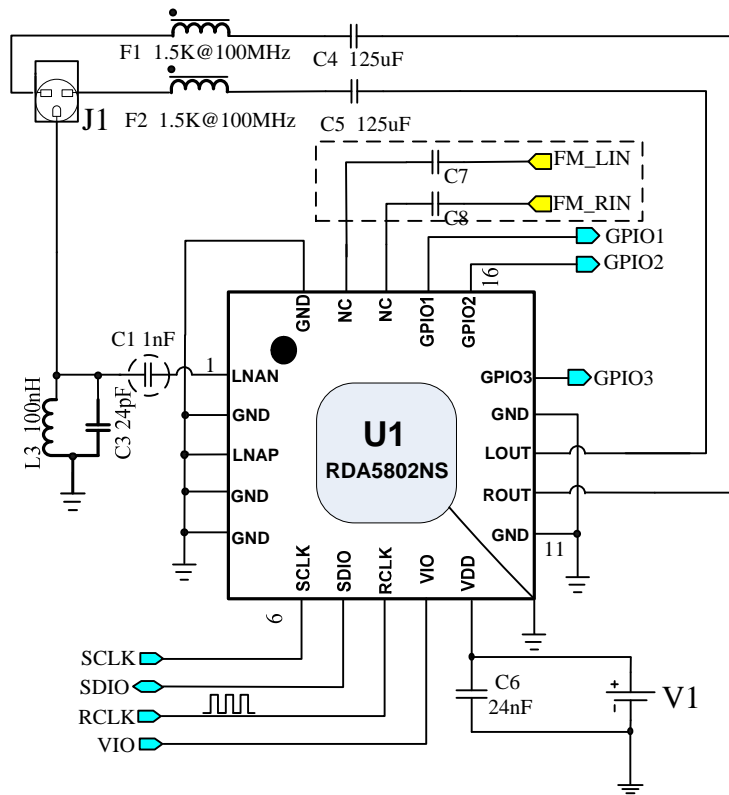 F1 1.5K@100MHz
C4 125uF
J1
F2 1.5K@100MHz
C5 125uF
C7
FM_LIN
C8
FM_RIN
GPIO1
GPIO2
16
GND
NC
NC
GPIO1
GPIO2
C1 1nF
1
LNAN
GPIO3
GPIO3
L3 100nH
C3 24pF
GND
GND
U1
LNAP
LOUT
RDA5802NS
GND
ROUT
GND
GND
11
SCLK
SDIO
RCLK
VIO
VDD
6
SCLK
SDIO
RCLK
VIO
C6
24nF
+
-
V1